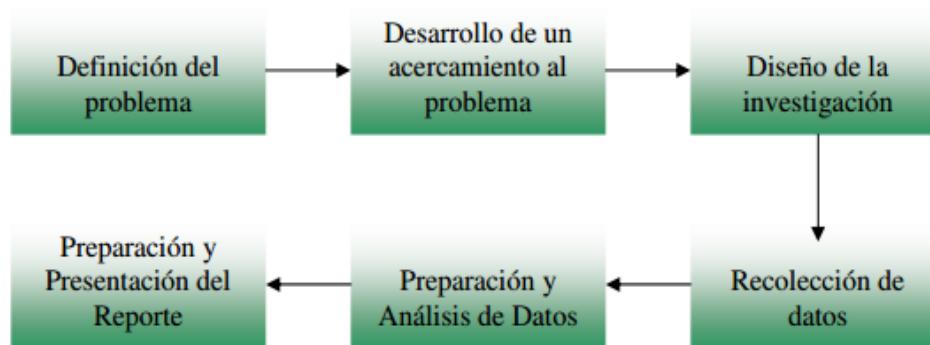 Definición del
problema
Desarrollo de un
acercamiento al
problema
Diseño de la
investigación
Recolección de
datos
Preparación y
Análisis de Datos
Preparación y
Presentación del
Reporte